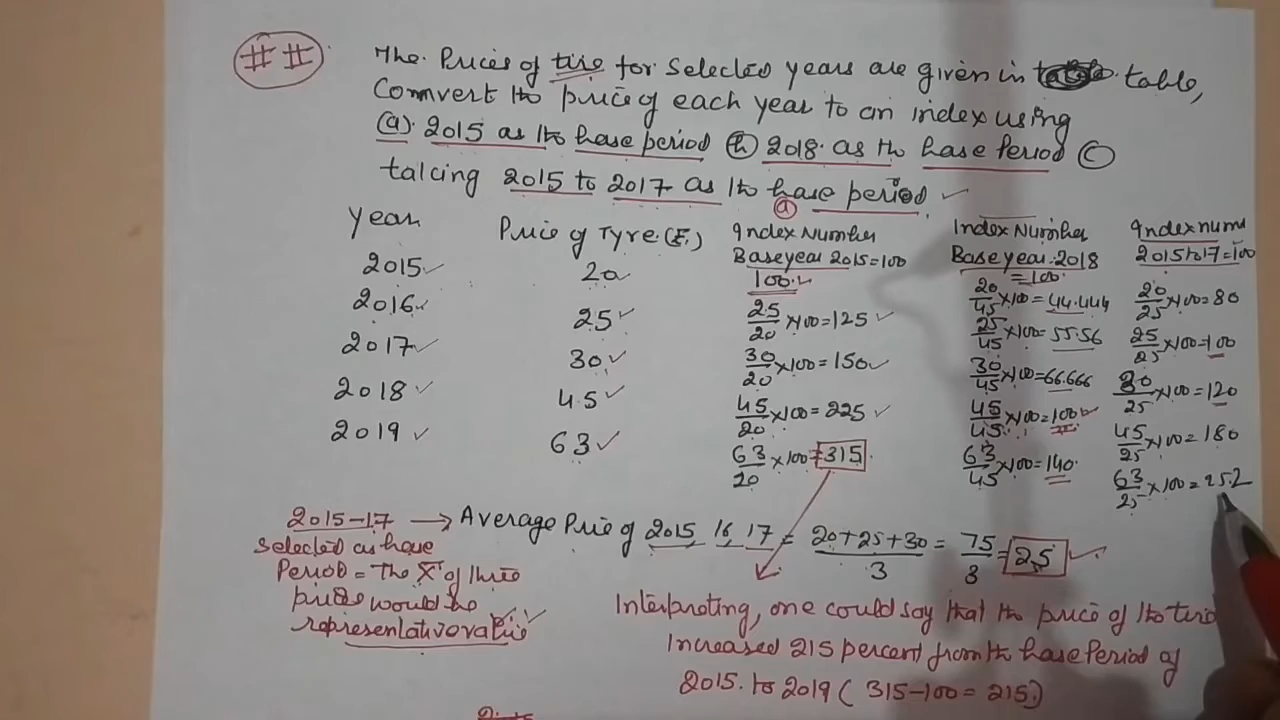 ##
The Prices of tire for Selected years are given in table,
Convert the price of each year to an index using
(a). 2015 as the base period (b) 2018 as the base Period (c)
taking 2015 to 2017 as the base period
Year
2015
2016
2017
2018
2019
Price of Tyre (£.)
20
25
30
45
63
(a)
Index Number
Base year 2015=100
100
25/20 ×100=125
30/20 ×100=150
45/20 ×100=225
63/20 ×100=315
Index Number
Base year 2018
=100
20/45 ×100=44.444
25/45 ×100=55.56
30/45 ×100=66.666
45/45 ×100=100
63/45 ×100=140
Index num
2015 to 17=100
20/25 ×100=80
25/25 ×100=100
30/25 ×100=120
45/25 ×100=180
63/25 ×100=252
2015-17 → Average Price of 2015, 16, 17 = 20+25+30/3 = 75/3 = 25
Selected as base
Period = The X̄ of three
prices would be
representative value
Interpreting, one could say that the price of the tire
Increased 215 percent from the base Period of
2015. to 2019 ( 315-100=215.)